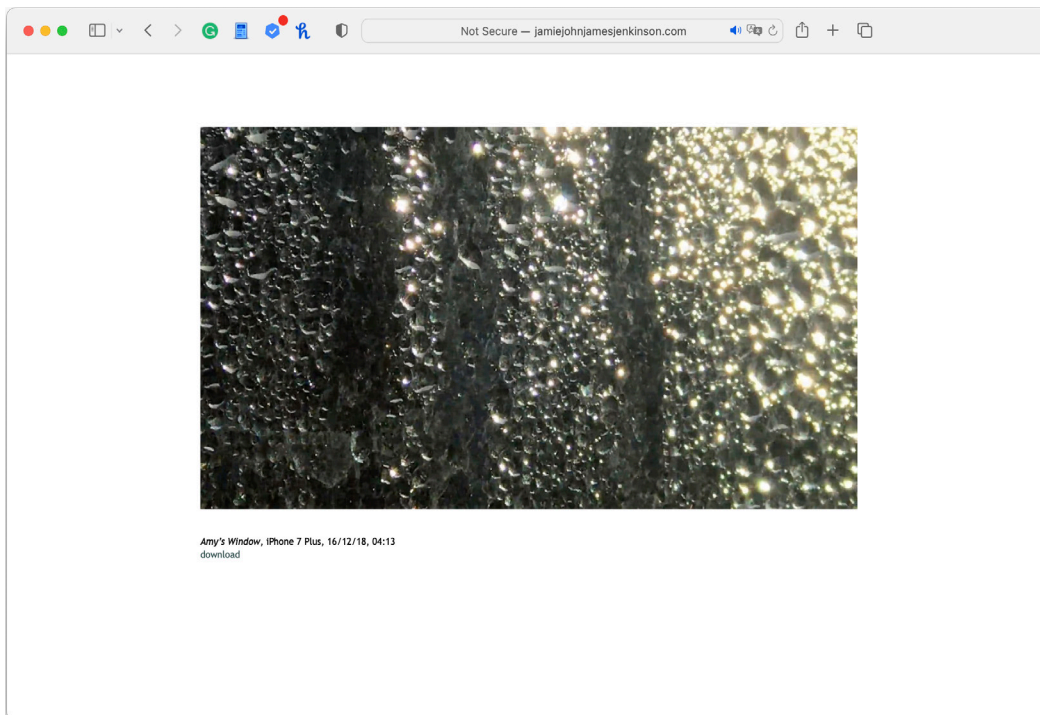 Not Secure — jamiejohnjamesjenkinson.com
Amy's Window, iPhone 7 Plus, 16/12/18, 04:13
download